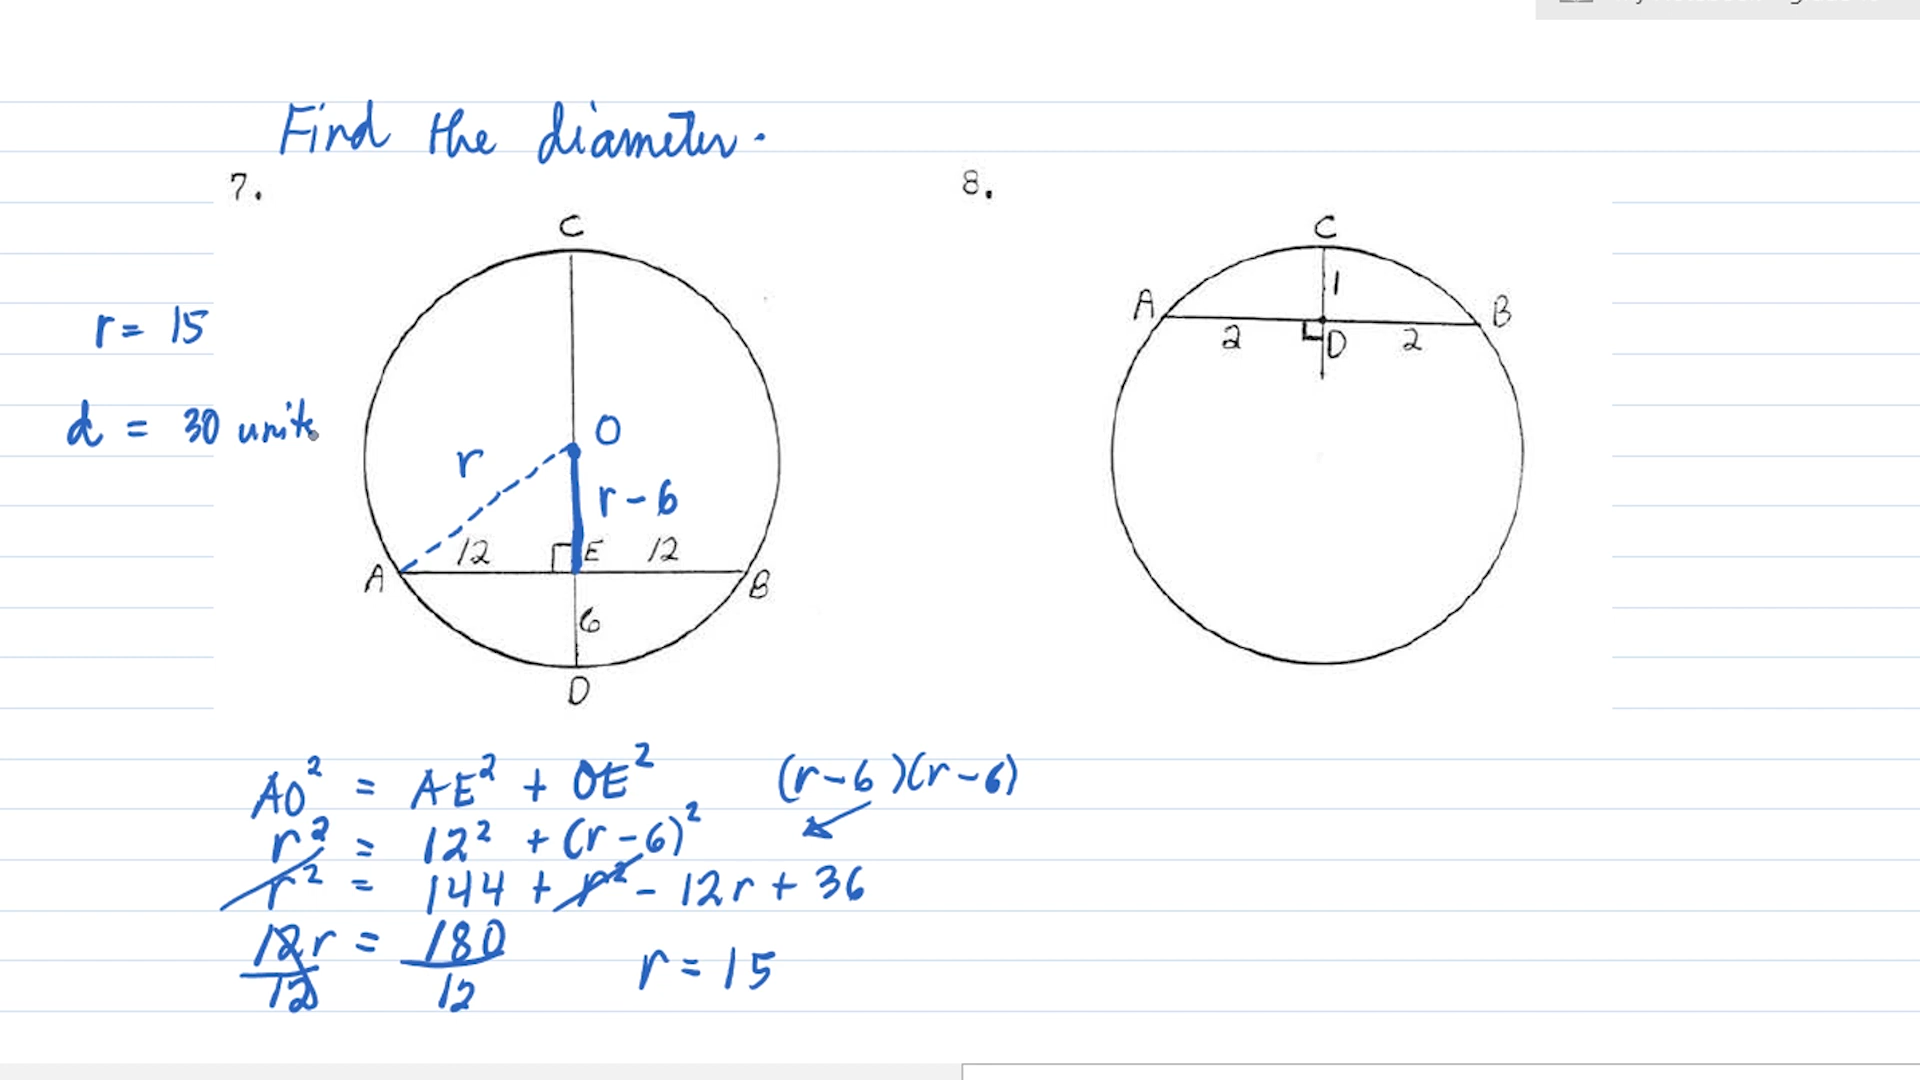 Find the diameter.
7.
C
r = 15
d = 30 units
O
r
r - 6
12 E 12
A B
6
D
AO² = AE² + OE² (r-6)(r-6)
r² = 12² + (r-6)²
r² = 144 + r² - 12r + 36
12r = 180
12 12
r = 15
8.
C
1
A B
2 D 2